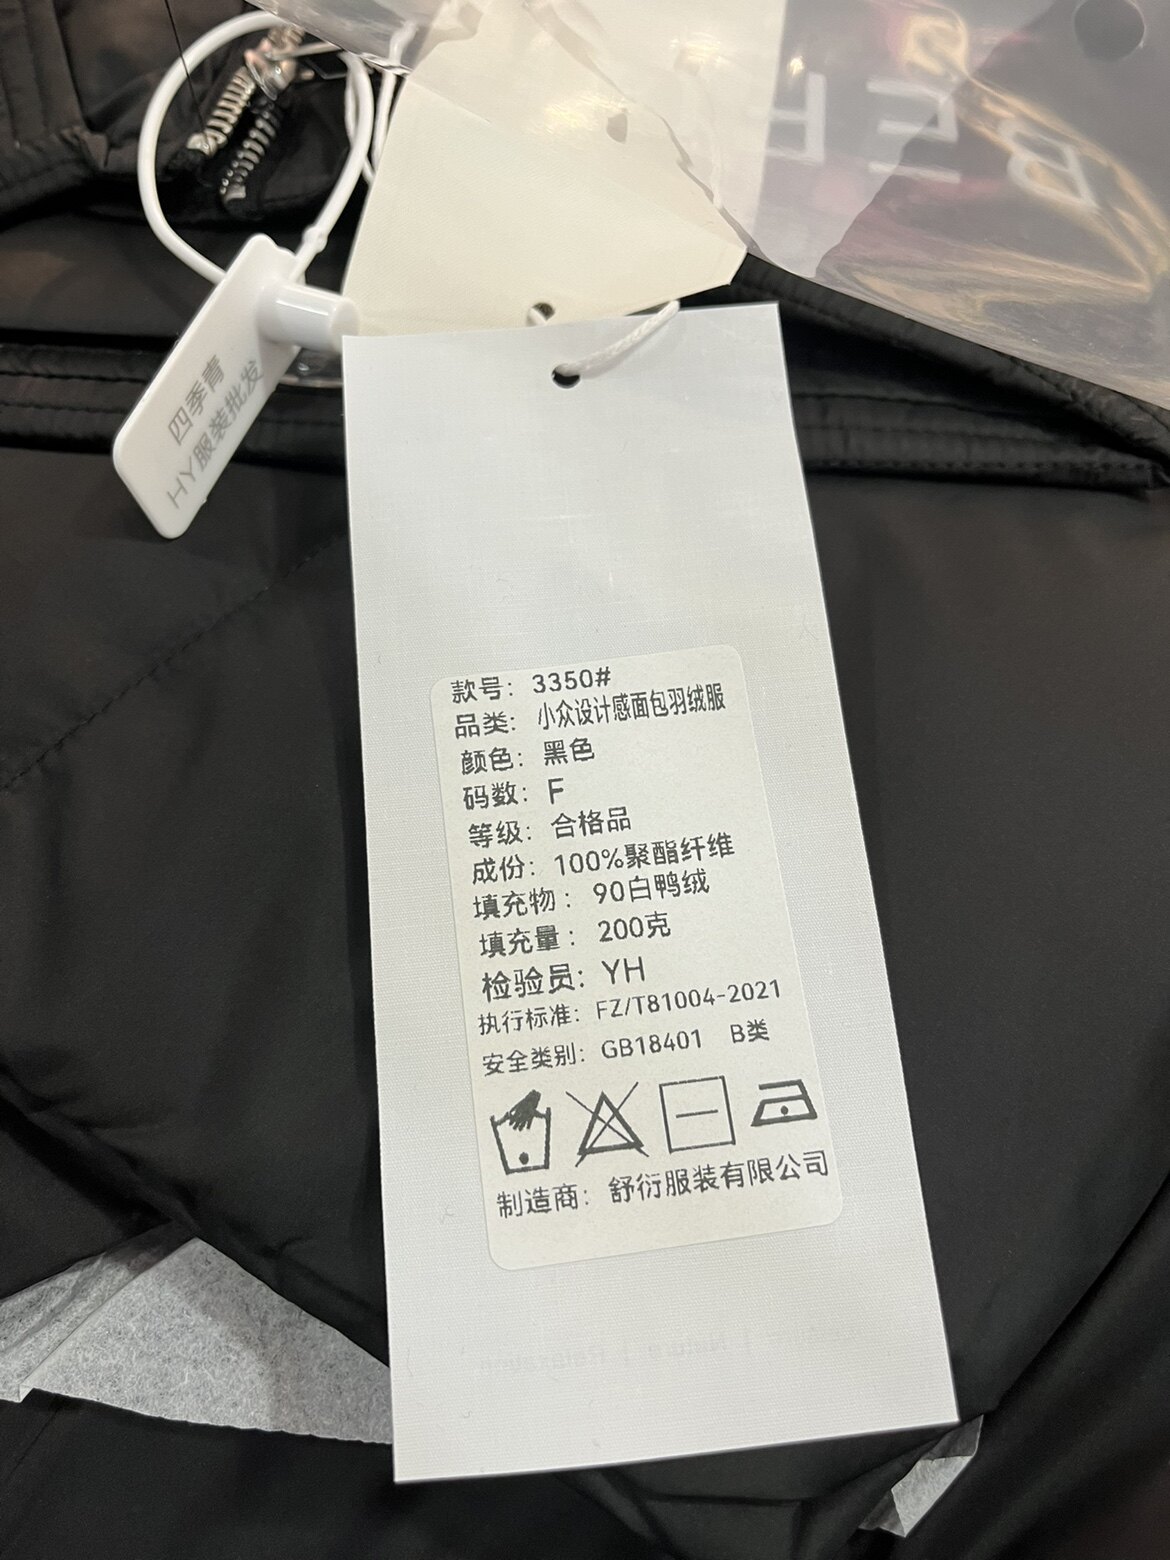 四季青
HY服装批发
款号：3350#
品类：小众设计感面包羽绒服
颜色：黑色
码数：F
等级：合格品
成份：100%聚酯纤维
填充物：90白鸭绒
填充量：200克
检验员：YH
执行标准：FZ/T81004-2021
安全类别：GB18401 B类
制造商：舒衍服装有限公司